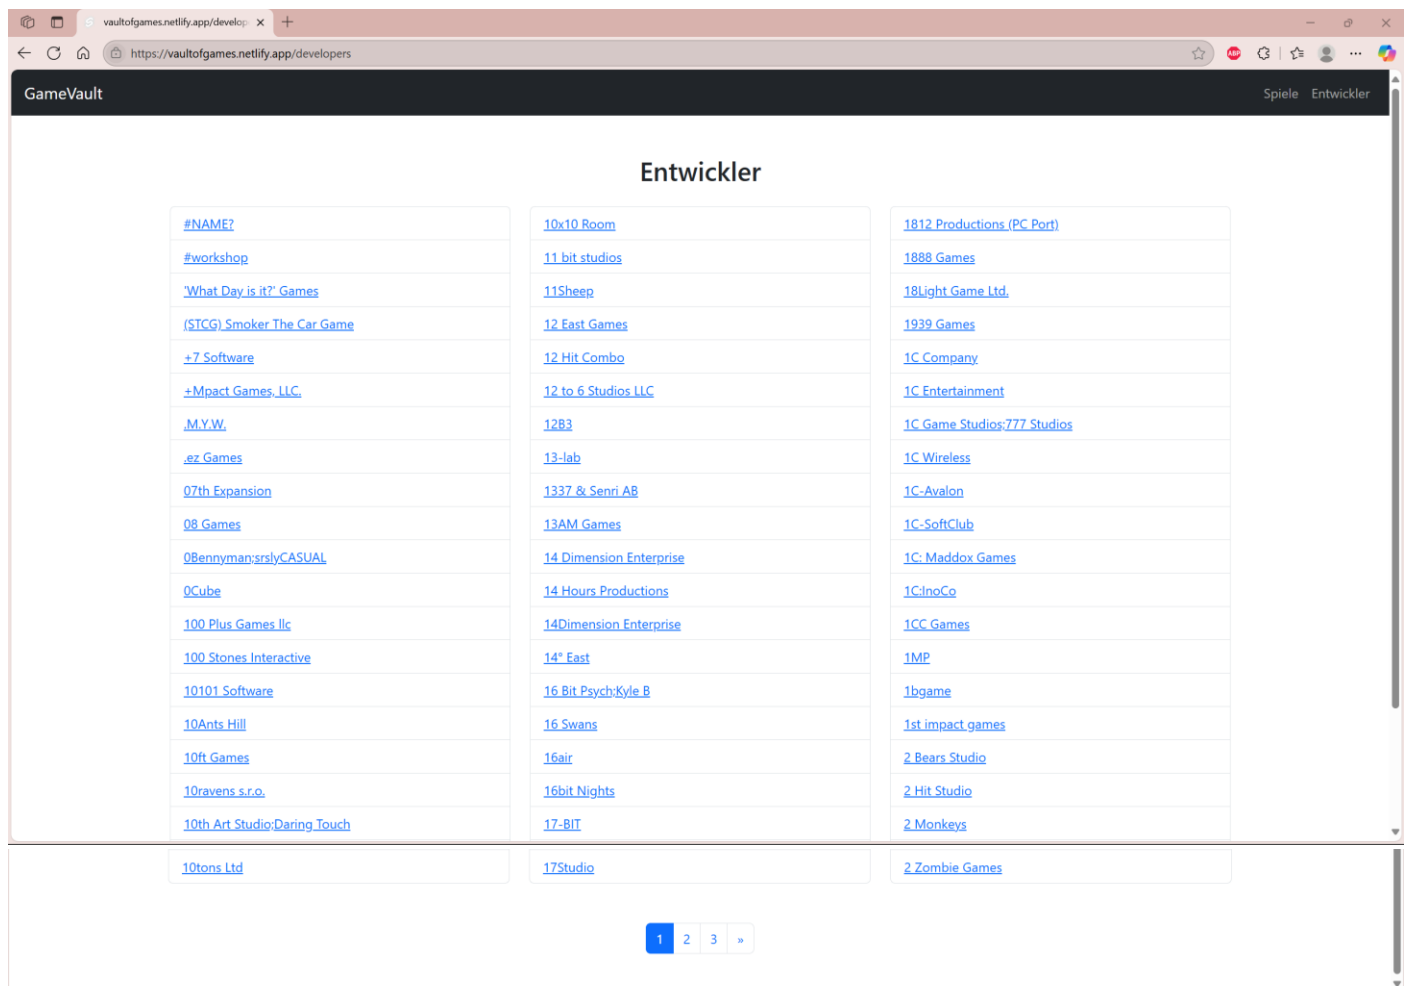 vaultofgames.netlify.app/develop
https://vaultofgames.netlify.app/developers
ABP
GameVault
Spiele Entwickler
Entwickler
#NAME?
#workshop
'What Day is it?' Games
(STCG) Smoker The Car Game
+7 Software
+Mpact Games, LLC.
.M.Y.W.
.ez Games
07th Expansion
08 Games
0Bennyman;srslyCASUAL
0Cube
100 Plus Games llc
100 Stones Interactive
10101 Software
10Ants Hill
10ft Games
10ravens s.r.o.
10th Art Studio;Daring Touch
10tons Ltd
10x10 Room
11 bit studios
11Sheep
12 East Games
12 Hit Combo
12 to 6 Studios LLC
12B3
13-lab
1337 & Senri AB
13AM Games
14 Dimension Enterprise
14 Hours Productions
14Dimension Enterprise
14° East
16 Bit Psych;Kyle B
16 Swans
16air
16bit Nights
17-BIT
17Studio
1812 Productions (PC Port)
1888 Games
18Light Game Ltd.
1939 Games
1C Company
1C Entertainment
1C Game Studios;777 Studios
1C Wireless
1C-Avalon
1C-SoftClub
1C: Maddox Games
1C:InoCo
1CC Games
1MP
1bgame
1st impact games
2 Bears Studio
2 Hit Studio
2 Monkeys
2 Zombie Games
1 2 3 »